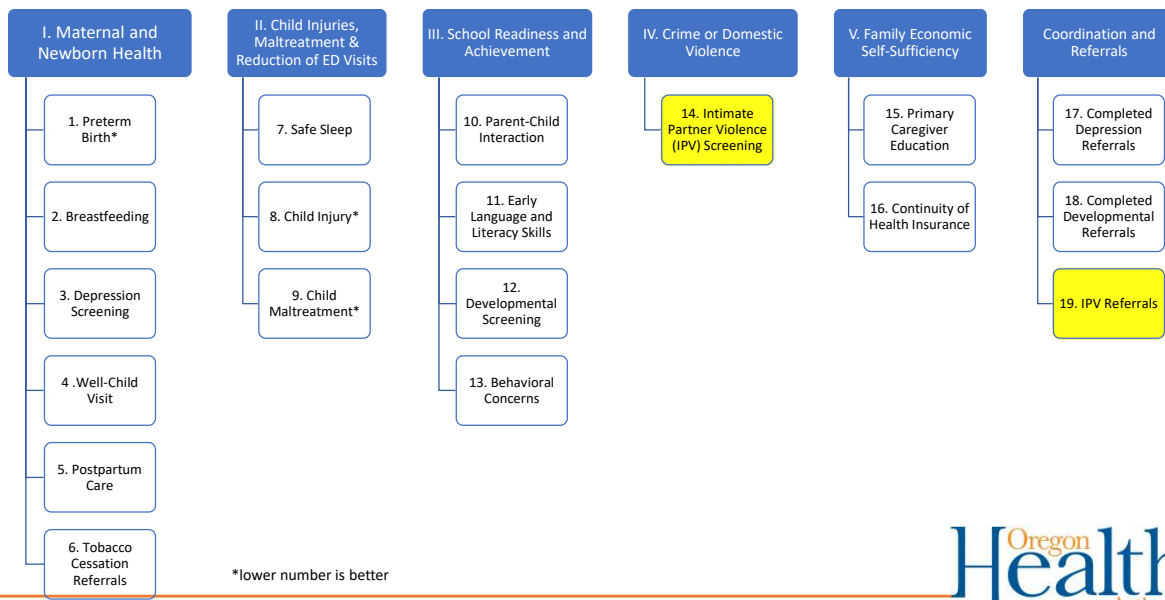 I. Maternal and
Newborn Health
1. Preterm
Birth*
2. Breastfeeding
3. Depression
Screening
4 .Well-Child
Visit
5. Postpartum
Care
6. Tobacco
Cessation
Referrals
II. Child Injuries,
Maltreatment &
Reduction of ED Visits
7. Safe Sleep
8. Child Injury*
9. Child
Maltreatment*
III. School Readiness and
Achievement
10. Parent-Child
Interaction
11. Early
Language and
Literacy Skills
12.
Developmental
Screening
13. Behavioral
Concerns
IV. Crime or Domestic
Violence
14. Intimate
Partner Violence
(IPV) Screening
V. Family Economic
Self-Sufficiency
15. Primary
Caregiver
Education
16. Continuity of
Health Insurance
Coordination and
Referrals
17. Completed
Depression
Referrals
18. Completed
Developmental
Referrals
19. IPV Referrals
*lower number is better
Oregon
Health